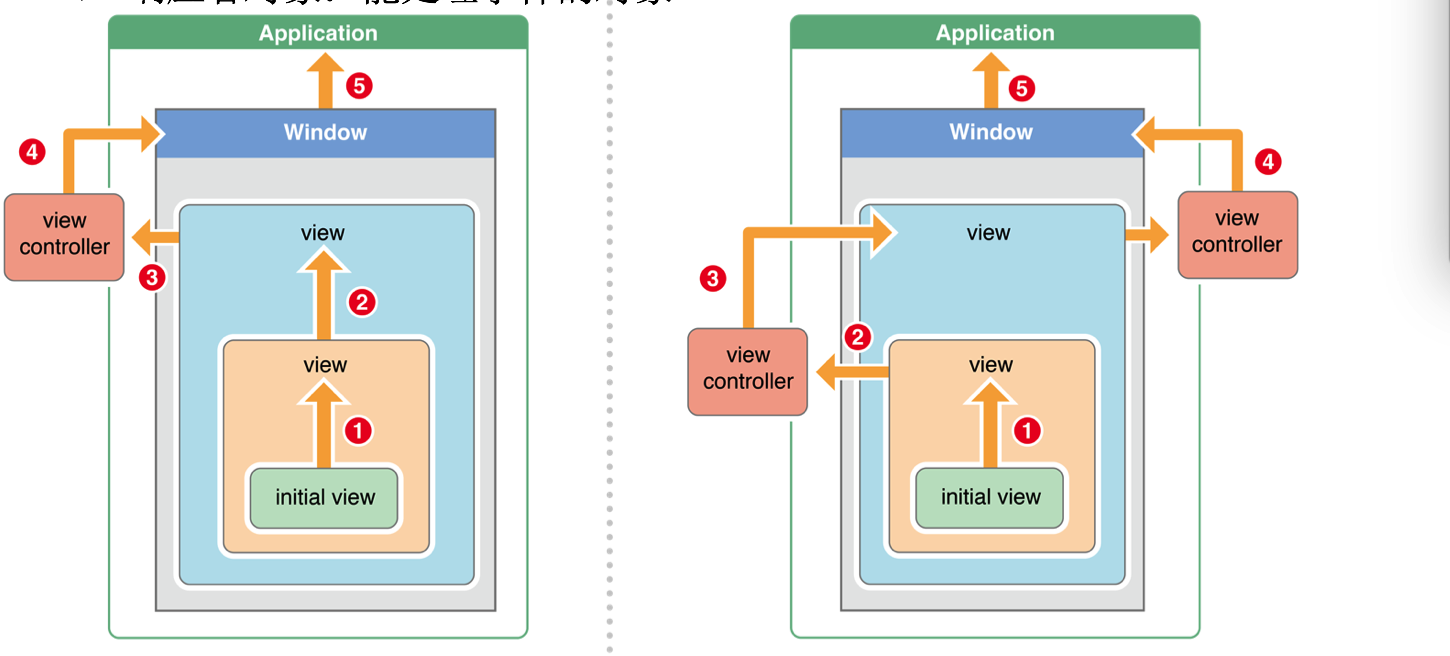 Application
5
Window
4
view
controller
view
3
2
view
1
initial view
Application
5
Window
4
view
controller
view
3
2
view
controller
view
1
initial view